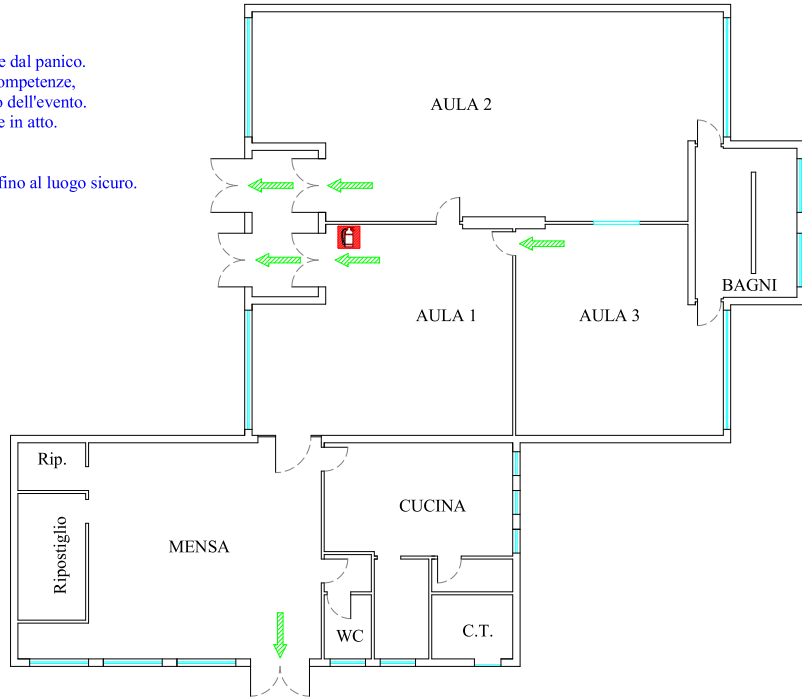 e dal panico.
ompetenze,
o dell'evento.
e in atto.
fino al luogo sicuro.
AULA 2
BAGNI
AULA 1
AULA 3
Rip.
CUCINA
Ripostiglio
MENSA
WC
C.T.